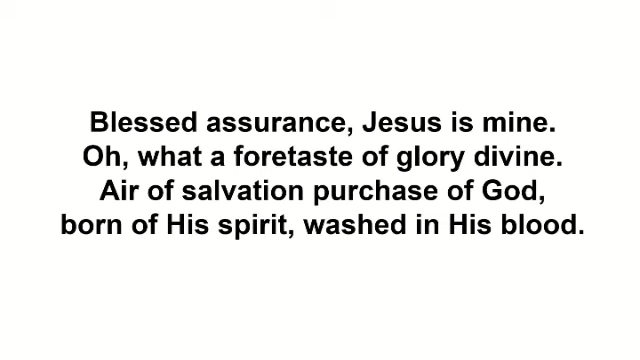 Blessed assurance, Jesus is mine.
Oh, what a foretaste of glory divine.
Air of salvation purchase of God,
born of His spirit, washed in His blood.